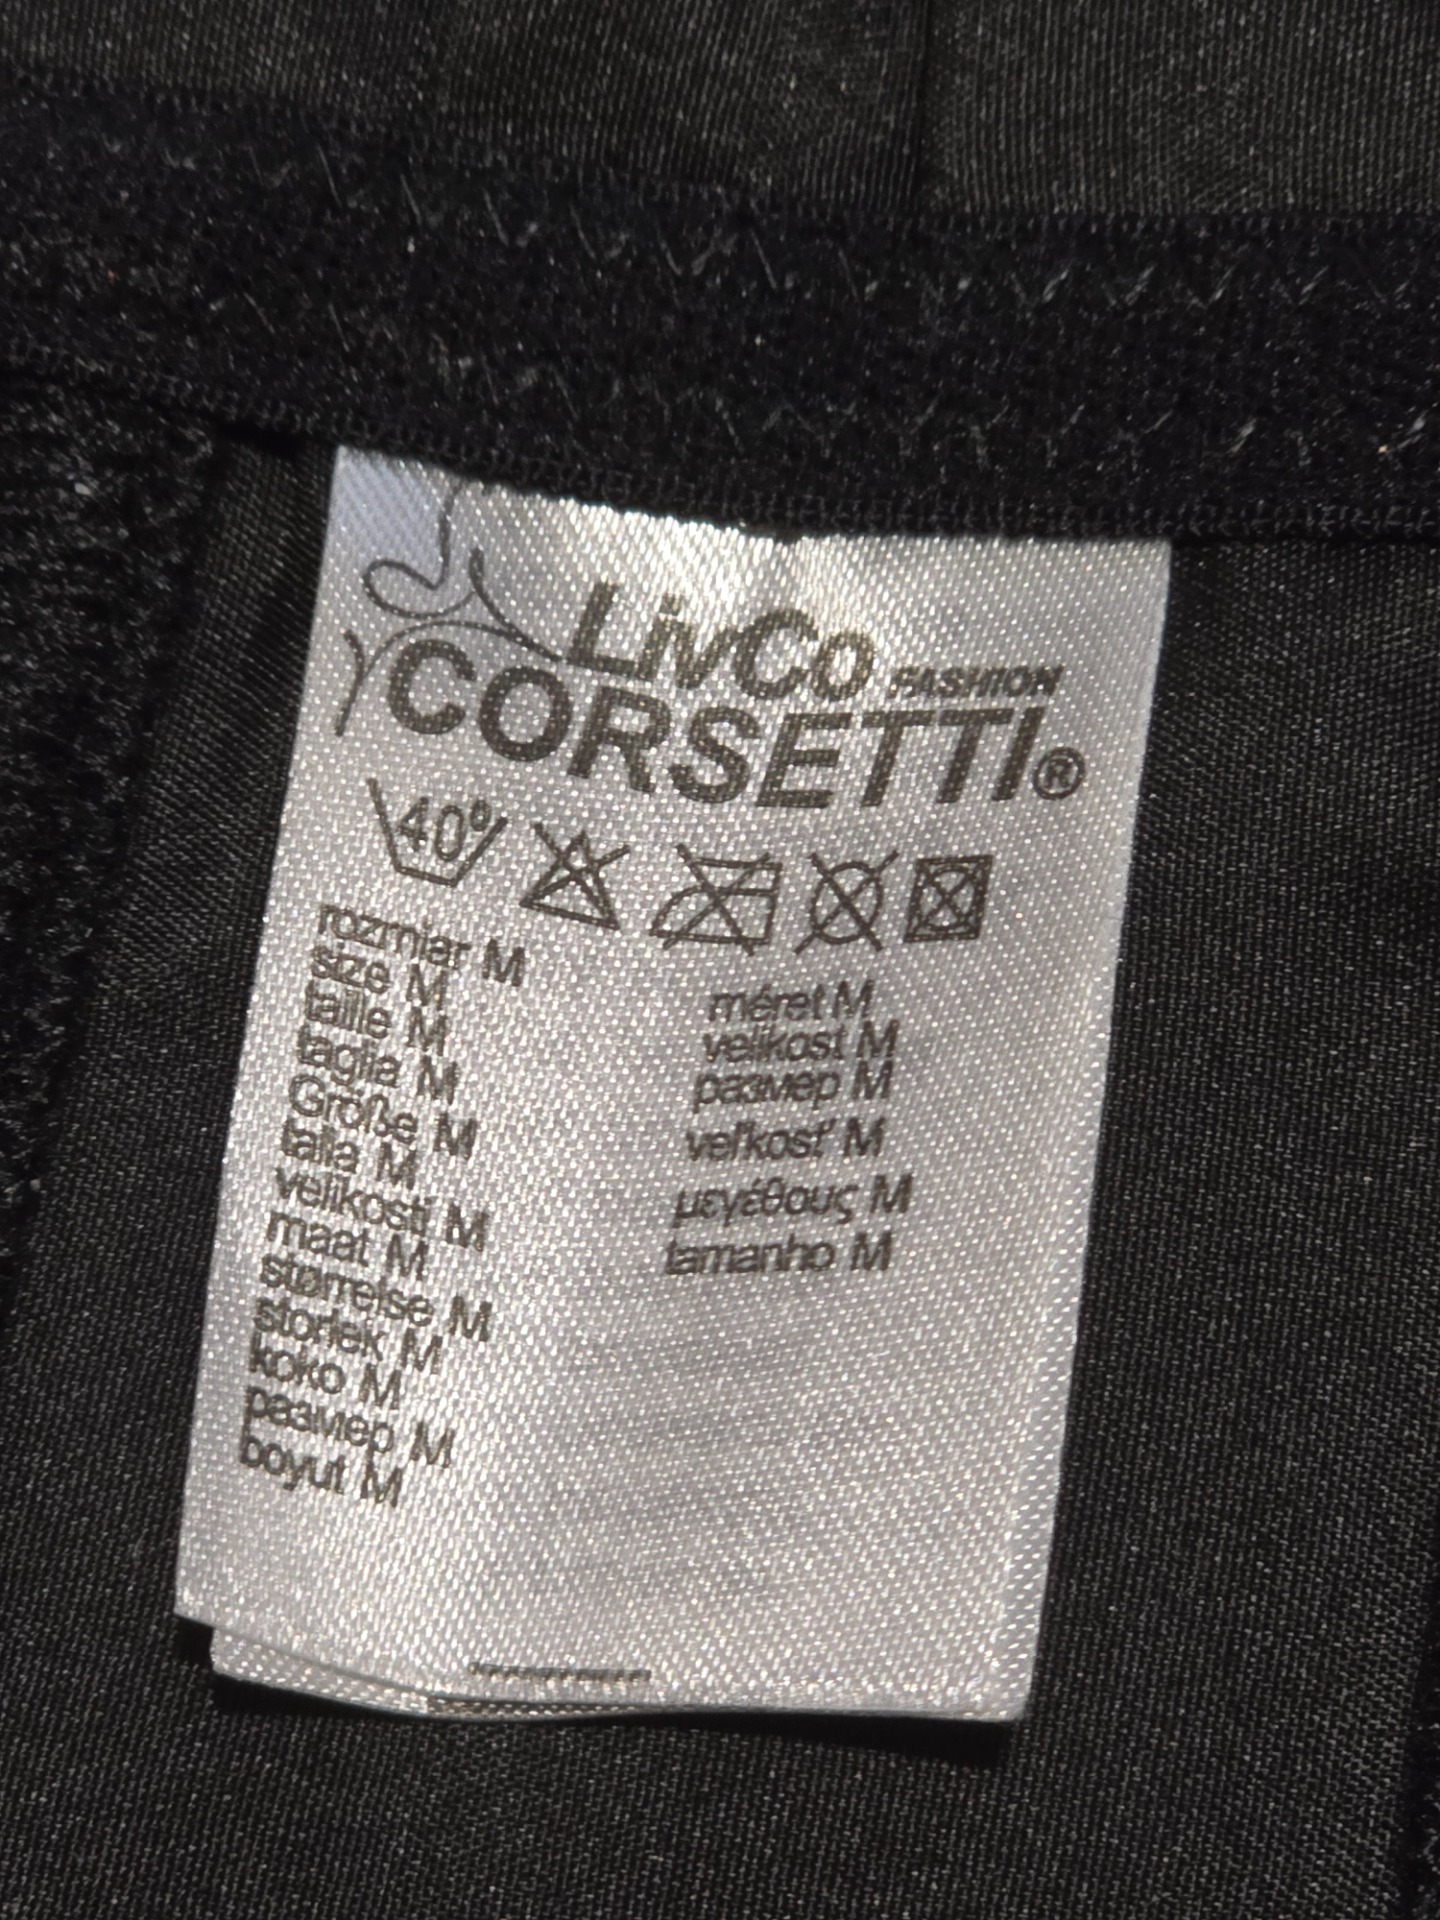 LivCo FASHION
CORSETTI®
40°
rozmiar M
size M
taille M
taglia M
Größe M
talla M
velikosti M
maat M
størrelse M
storlek M
koko M
размер M
boyut M
méret M
velikost M
размер M
veľkosť M
μεγέθους M
tamanho M